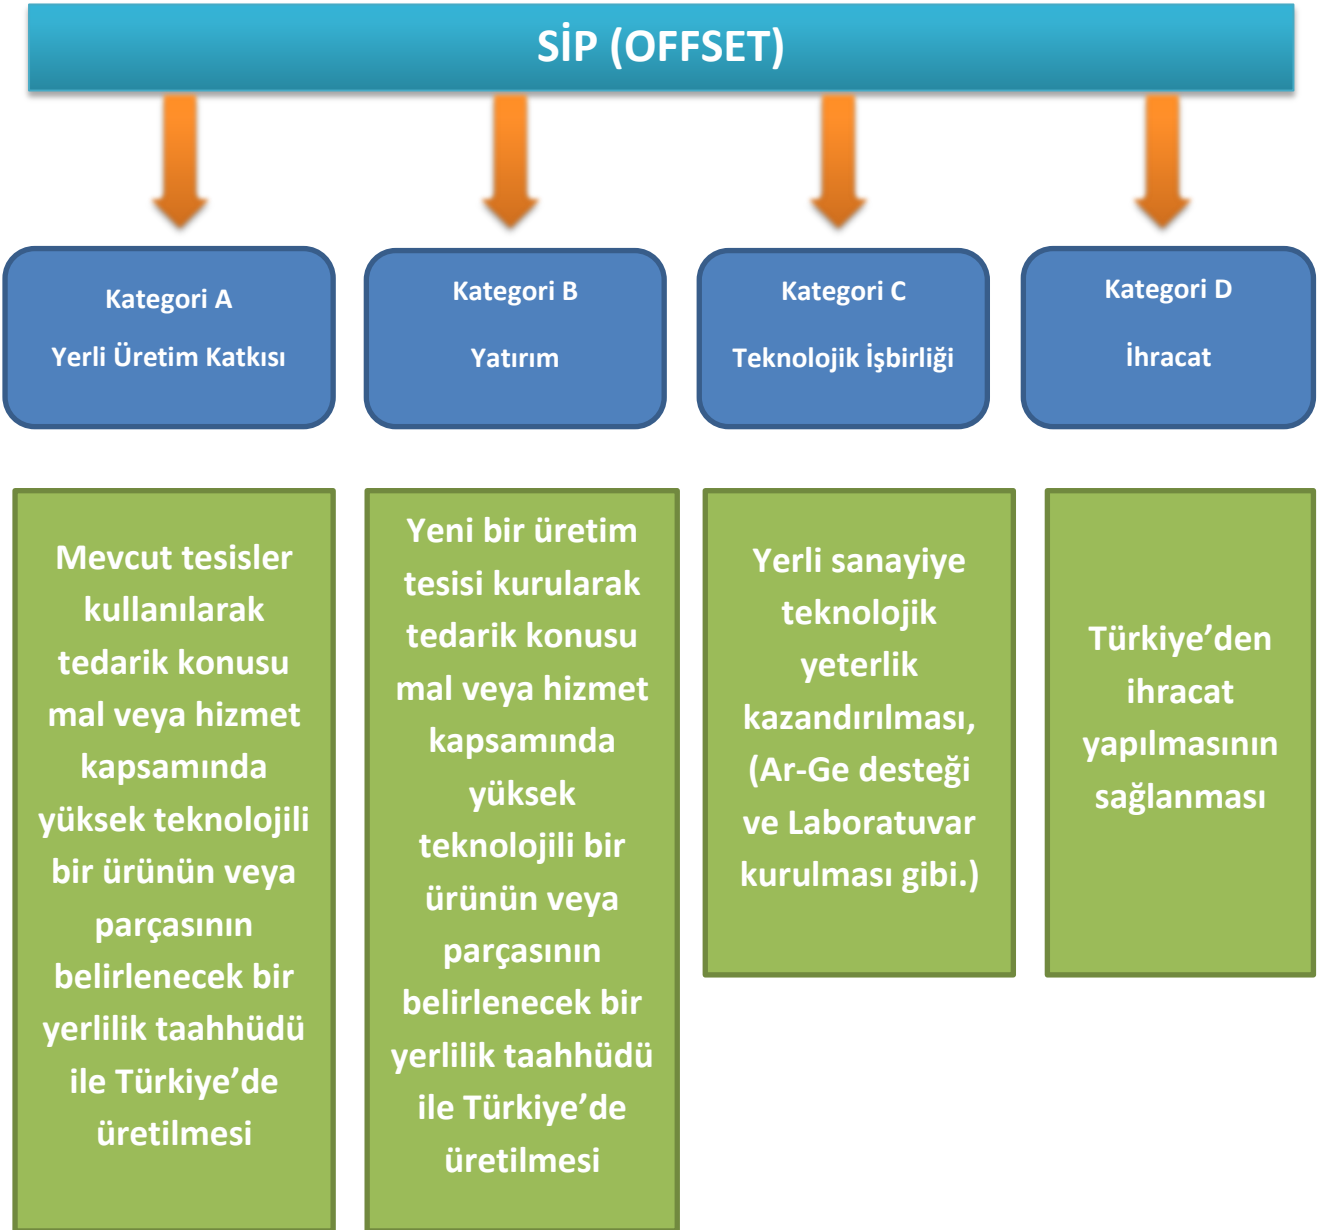 SİP (OFFSET)
Kategori A
Yerli Üretim Katkısı
Kategori B
Yatırım
Kategori C
Teknolojik İşbirliği
Kategori D
İhracat
Mevcut tesisler
kullanılarak
tedarik konusu
mal veya hizmet
kapsamında
yüksek teknolojili
bir ürünün veya
parçasının
belirlenecek bir
yerlilik taahhüdü
ile Türkiye’de
üretilmesi
Yeni bir üretim
tesisi kurularak
tedarik konusu
mal veya hizmet
kapsamında
yüksek
teknolojili bir
ürünün veya
parçasının
belirlenecek bir
yerlilik taahhüdü
ile Türkiye’de
üretilmesi
Yerli sanayiye
teknolojik
yeterlik
kazandırılması,
(Ar-Ge desteği
ve Laboratuvar
kurulması gibi.)
Türkiye’den
ihracat
yapılmasının
sağlanması